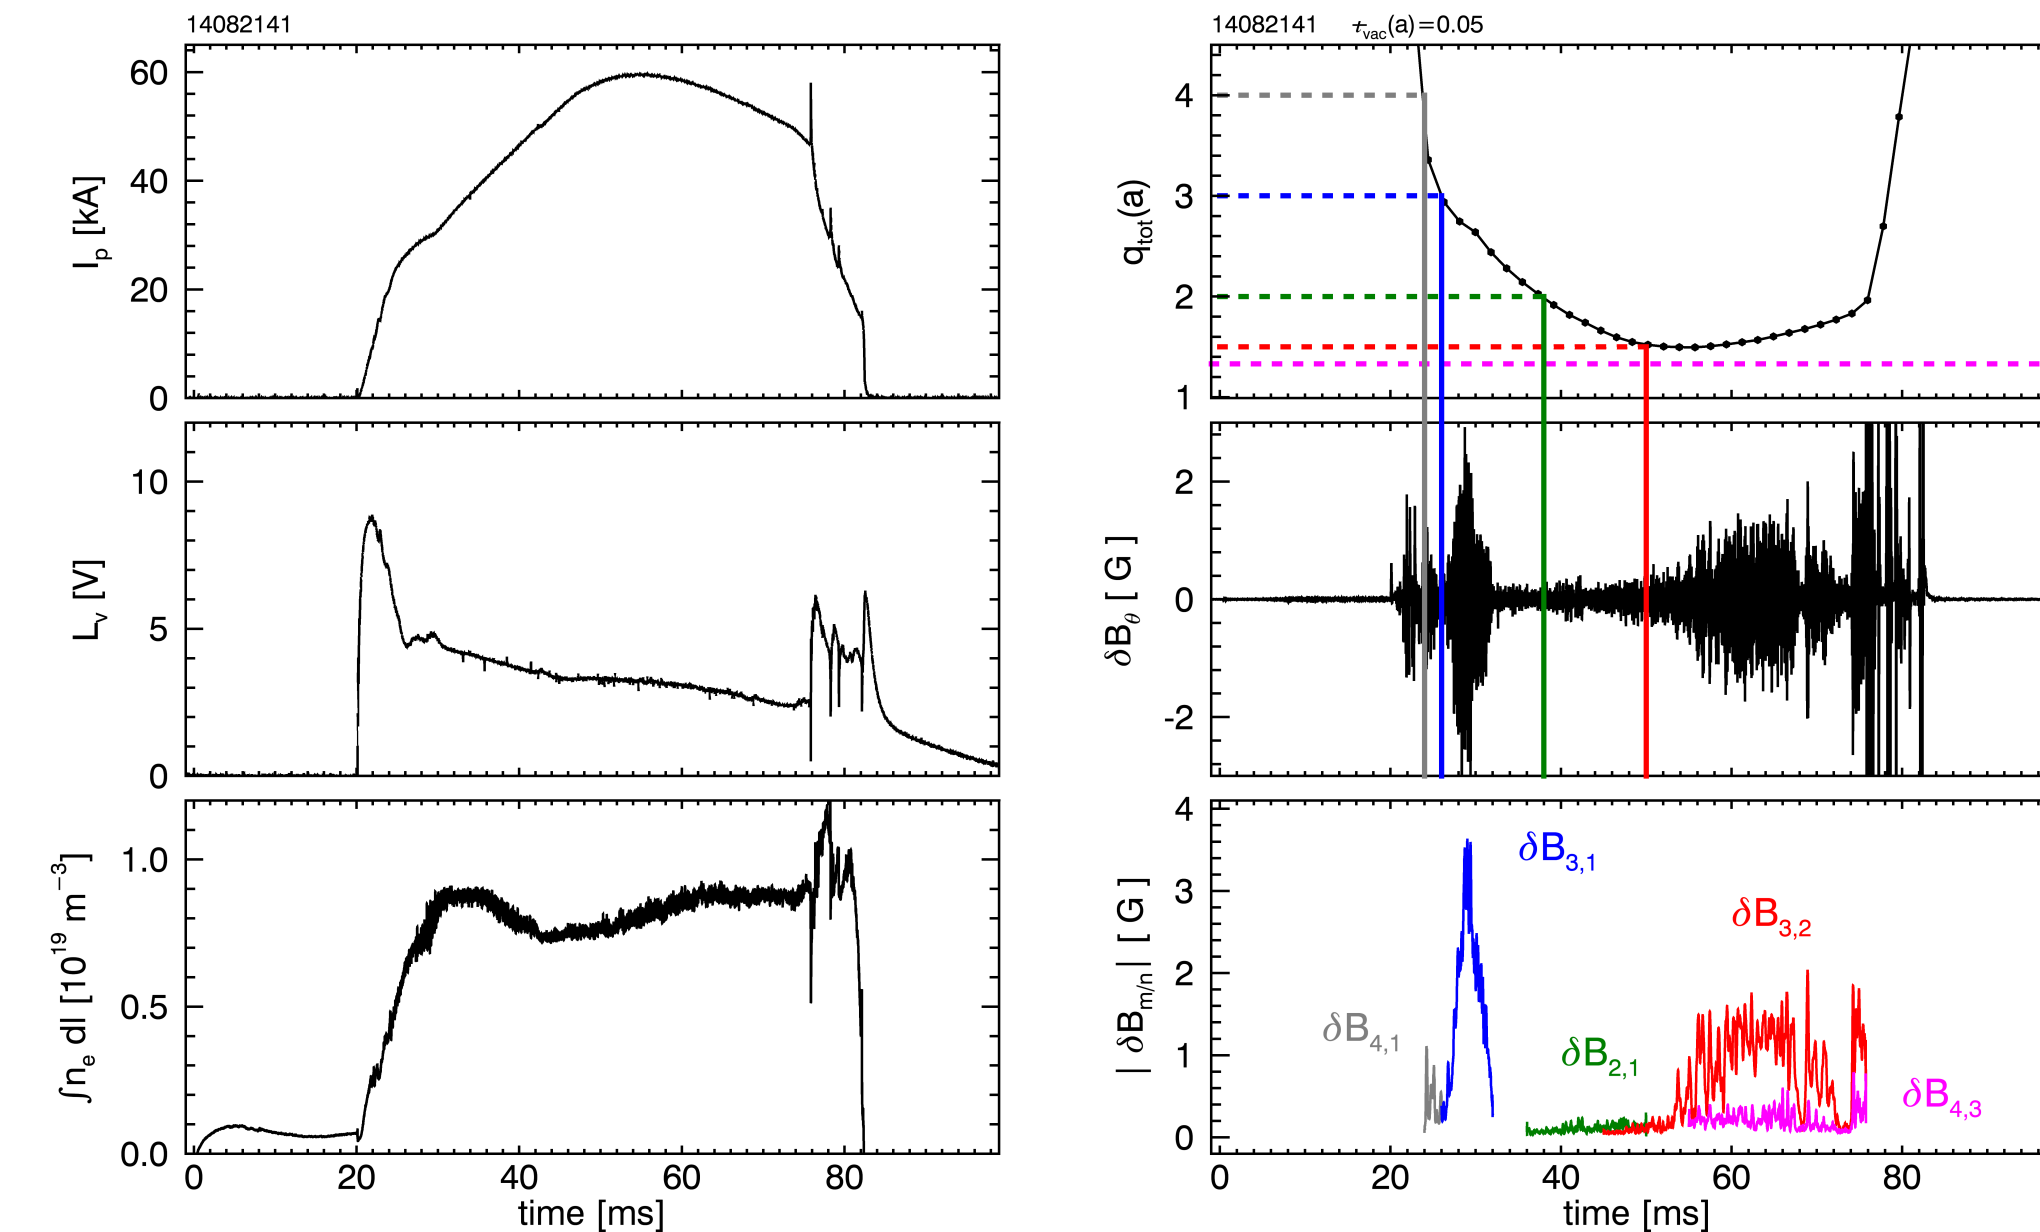 14082141
60
40
20
0
I_p [kA]
10
5
0
L_v [V]
1.0
0.5
0.0
∫n_e dl [10^19 m^−3]
0 20 40 60 80
time [ms]
14082141 ƭ_vac(a)=0.05
4
3
2
1
q_tot(a)
2
0
-2
δB_θ [ G ]
4
3
2
1
0
| δB_m/n | [ G ]
δB_3,1
δB_3,2
δB_4,1
δB_2,1
δB_4,3
0 20 40 60 80
time [ms]